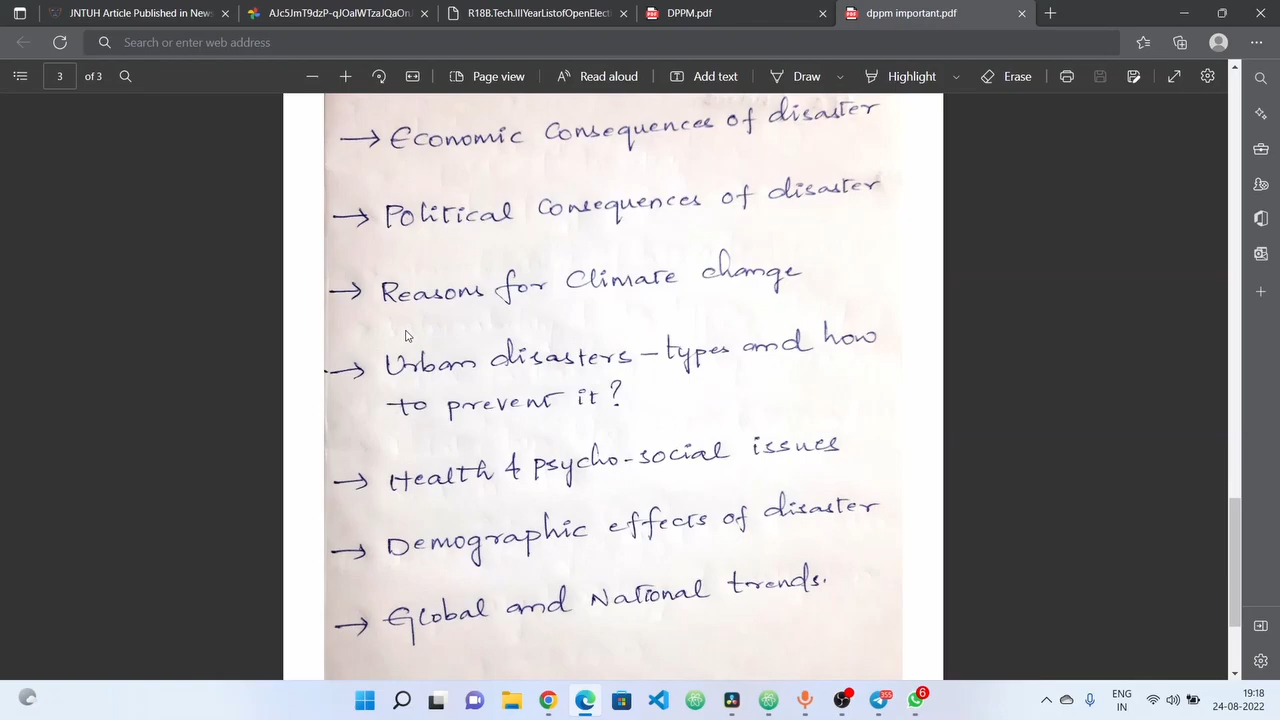 JNTUH Article Published in News
AJc5JmT9dzP-qJOalWTzaJQaOn
R18B.Tech.IIIYearListofOpenElect
DPPM.pdf
dppm important.pdf
Search or enter web address
3 of 3
Page view
Read aloud
Add text
Draw
Highlight
Erase
→ Economic Consequences of disaster
→ Political Consequences of disaster
→ Reasons for Climate change
→ Urban disasters - types and how
to prevent it?
→ Health & psycho-social issues
→ Demographic effects of disaster
→ Global and National trends.
355
6
ENG
IN
19:18
24-08-2022